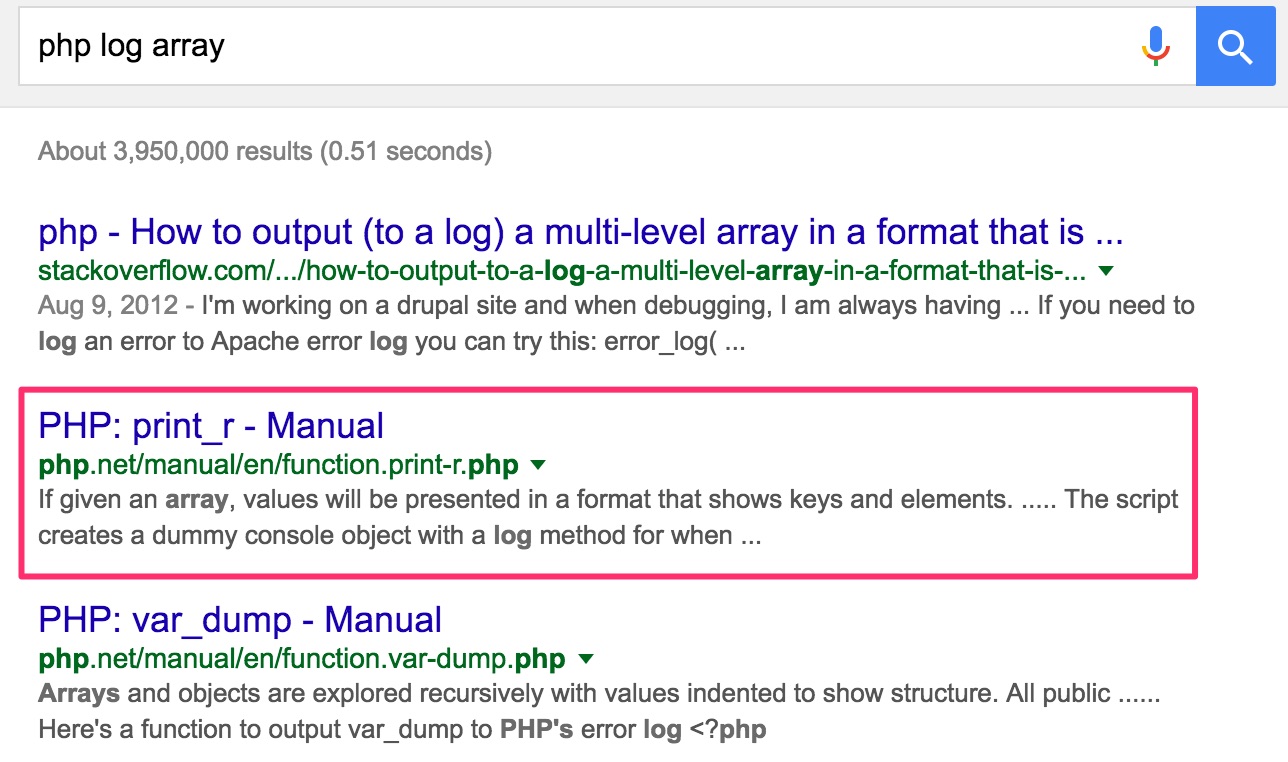 php log array
About 3,950,000 results (0.51 seconds)
php - How to output (to a log) a multi-level array in a format that is ...
stackoverflow.com/.../how-to-output-to-a-log-a-multi-level-array-in-a-format-that-is-...
Aug 9, 2012 - I'm working on a drupal site and when debugging, I am always having ... If you need to
log an error to Apache error log you can try this: error_log( ...
PHP: print_r - Manual
php.net/manual/en/function.print-r.php
If given an array, values will be presented in a format that shows keys and elements. ..... The script
creates a dummy console object with a log method for when ...
PHP: var_dump - Manual
php.net/manual/en/function.var-dump.php
Arrays and objects are explored recursively with values indented to show structure. All public ......
Here's a function to output var_dump to PHP's error log <?php